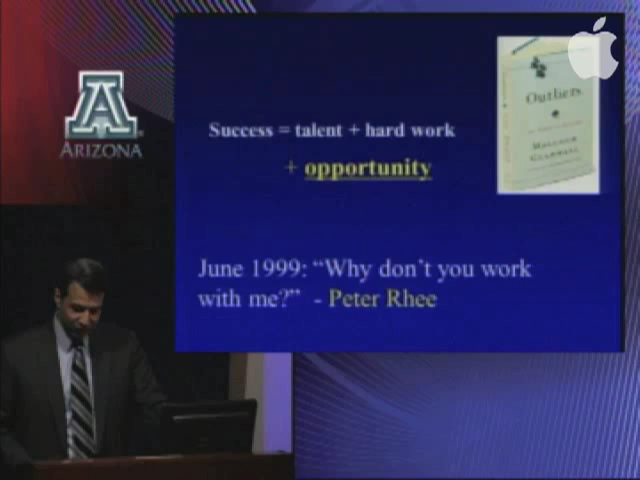 A
ARIZONA
Success = talent + hard work
+ opportunity
Outliers
Malcolm
Gladwell
June 1999: “Why don’t you work
with me?” - Peter Rhee